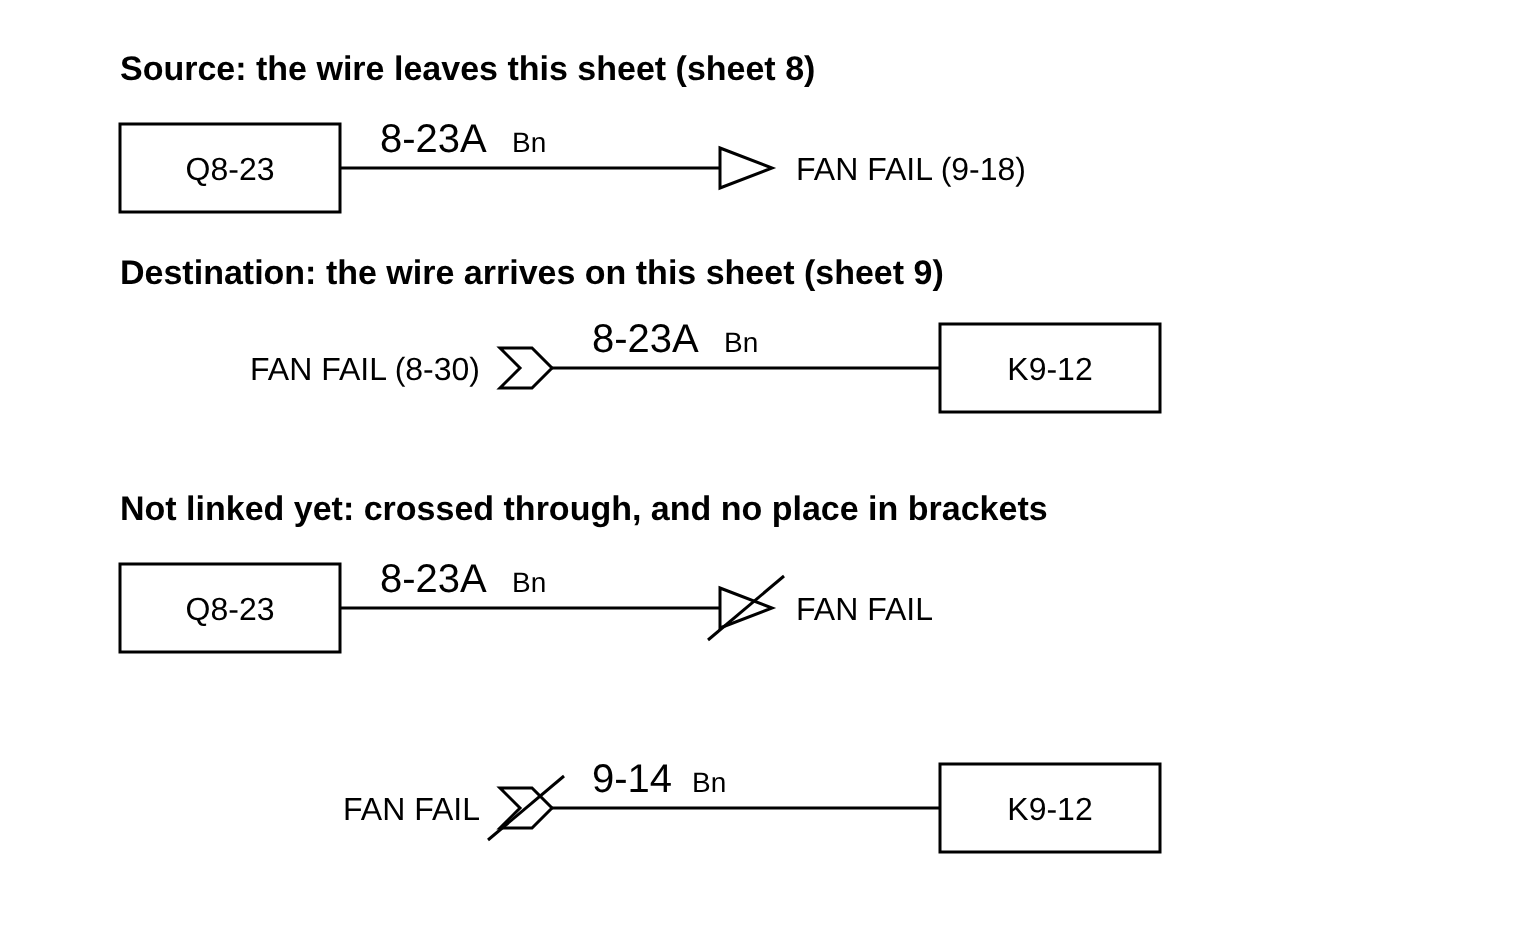 Source: the wire leaves this sheet (sheet 8)
8-23A Bn
Q8-23 FAN FAIL (9-18)
Destination: the wire arrives on this sheet (sheet 9)
8-23A Bn
FAN FAIL (8-30) K9-12
Not linked yet: crossed through, and no place in brackets
8-23A Bn
Q8-23 FAN FAIL
9-14 Bn
FAN FAIL K9-12